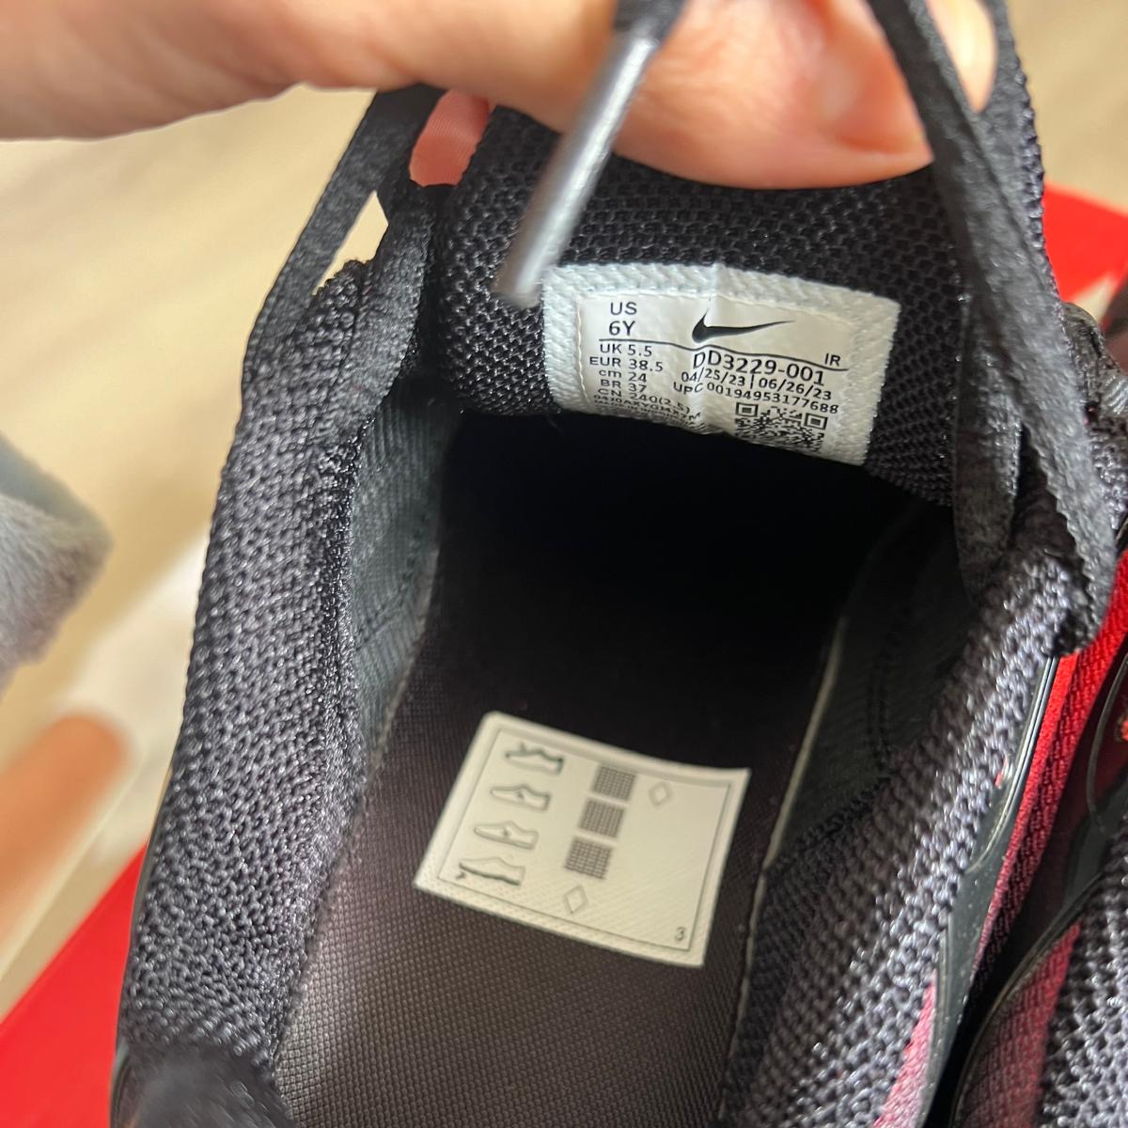 US
6Y
UK 5.5
EUR 38.5
cm 24
BR 37
CN 240(2.5)
IR
DD3229-001
04/25/23 | 06/26/23
UPC 00194953177688
3